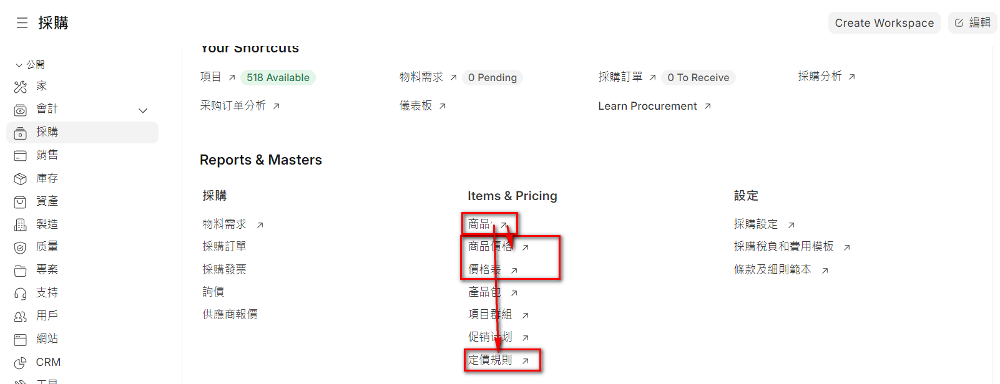 採購
Create Workspace
編輯
公開
家
會計
採購
銷售
庫存
資產
製造
质量
專案
支持
用戶
網站
CRM
工具
Your Shortcuts
項目 518 Available
物料需求 0 Pending
採購訂單 0 To Receive
採購分析
采购订单分析
儀表板
Learn Procurement
Reports & Masters
採購
物料需求
採購訂單
採購發票
詢價
供應商報價
Items & Pricing
商品
商品價格
價格表
產品包
項目群組
促销计划
定價規則
設定
採購設定
採購稅負和費用模板
條款及細則範本